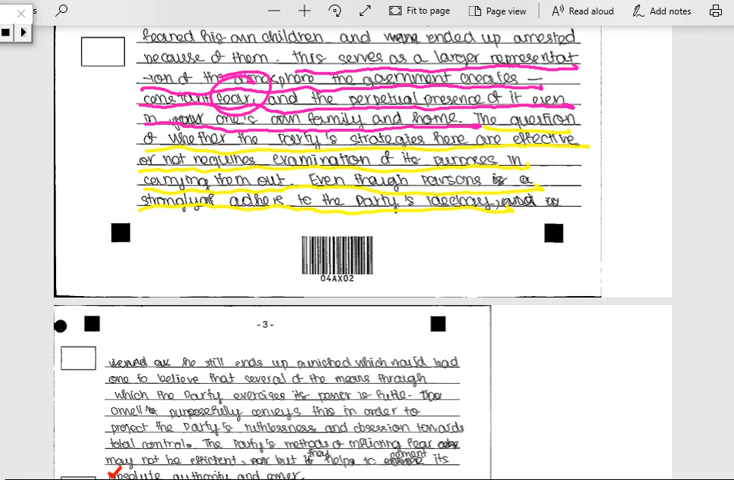 Fit to page
Page view
A
Read aloud
Add notes
feared his own children and were ended up arrested
because of them. This serves as a larger representat
-ion of the atmosphere the government creates -
constant fear, and the perpetual presence of it even
in your one's own family and home. The question
of whether the Party's strategies here are effective
or not requires examination of its purposes in
carrying them out. Even though Parsons is a
strongly adhere to the Party's ideology, and is
04AX02
- 3 -
as he still ends up punished which would lead
one to believe that several of the means through
which the Party exercises its power is futile.
Orwell purposefully conveys this in order to
project the Party's ruthlessness and obsession towards
total control. The Party's methods of inflicting fear
may not be efficient, but they helps to cement its
absolute authority and power.